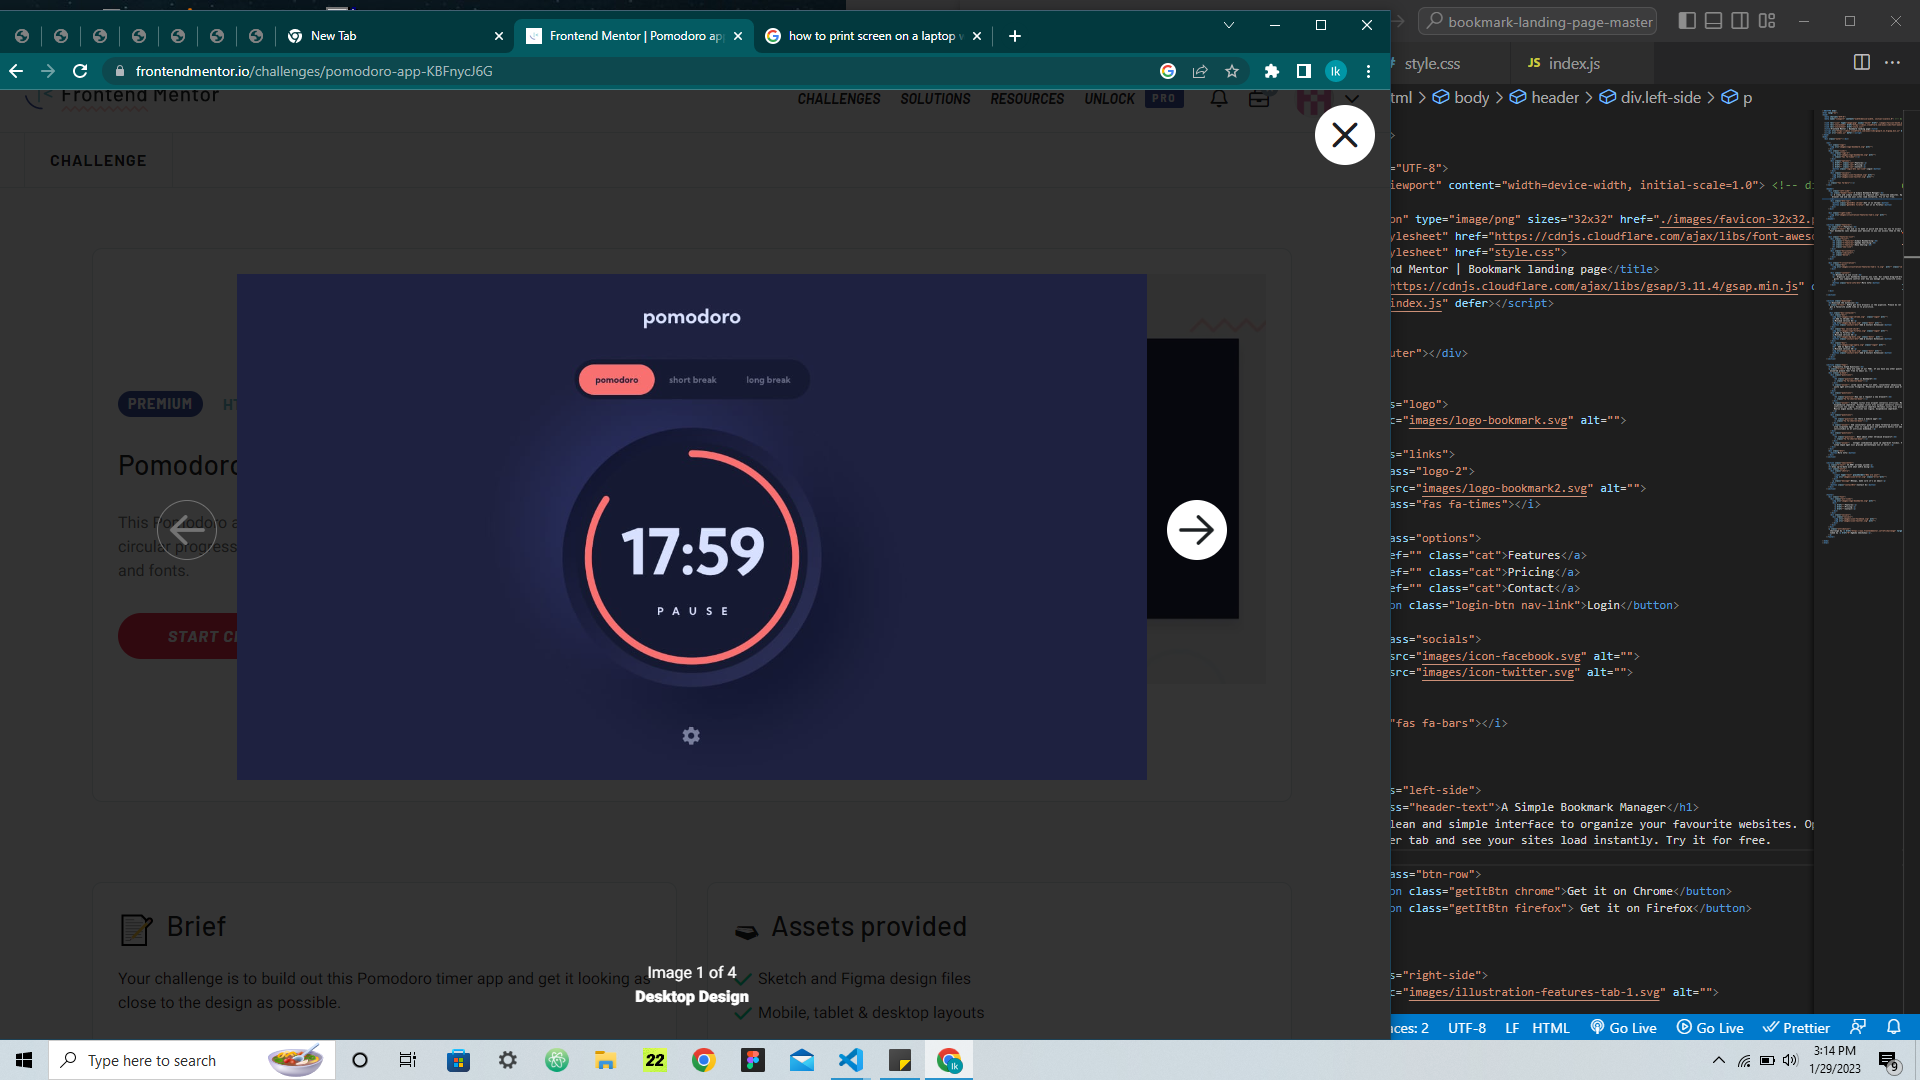 New Tab
Frontend Mentor | Pomodoro ap
how to print screen on a laptop
bookmark-landing-page-master
frontendmentor.io/challenges/pomodoro-app-KBFnycJ6G
lk
style.css
JS index.js
Frontend Mentor
CHALLENGES SOLUTIONS RESOURCES UNLOCK PRO
body > header > div.left-side > p
CHALLENGE
="UTF-8">
iewport" content="width=device-width, initial-scale=1.0"> <!--
on" type="image/png" sizes="32x32" href="./images/favicon-32x32.
ylesheet" href="https://cdnjs.cloudflare.com/ajax/libs/font-awes
ylesheet" href="style.css">
nd Mentor | Bookmark landing page</title>
https://cdnjs.cloudflare.com/ajax/libs/gsap/3.11.4/gsap.min.js"
index.js" defer></script>
uter"></div>
s="logo">
c="images/logo-bookmark.svg" alt="">
s="links">
ass="logo-2">
src="images/logo-bookmark2.svg" alt="">
ass="fas fa-times"></i>
ass="options">
ef="" class="cat">Features</a>
ef="" class="cat">Pricing</a>
ef="" class="cat">Contact</a>
on class="login-btn nav-link">Login</button>
ass="socials">
src="images/icon-facebook.svg" alt="">
src="images/icon-twitter.svg" alt="">
"fas fa-bars"></i>
s="left-side">
ass="header-text">A Simple Bookmark Manager</h1>
lean and simple interface to organize your favourite websites.
er tab and see your sites load instantly. Try it for free.
ass="btn-row">
on class="getItBtn chrome">Get it on Chrome</button>
on class="getItBtn firefox"> Get it on Firefox</button>
s="right-side">
c="images/illustration-features-tab-1.svg" alt="">
pomodoro
pomodoro short break long break
17:59
PAUSE
PREMIUM
Pomodoro
This Pomodoro
circular progress
and fonts.
START C
Brief
Your challenge is to build out this Pomodoro timer app and get it looking as
close to the design as possible.
Assets provided
Sketch and Figma design files
Mobile, tablet & desktop layouts
Image 1 of 4
Desktop Design
aces: 2 UTF-8 LF HTML Go Live Go Live Prettier
Type here to search
22
3:14 PM
1/29/2023
9